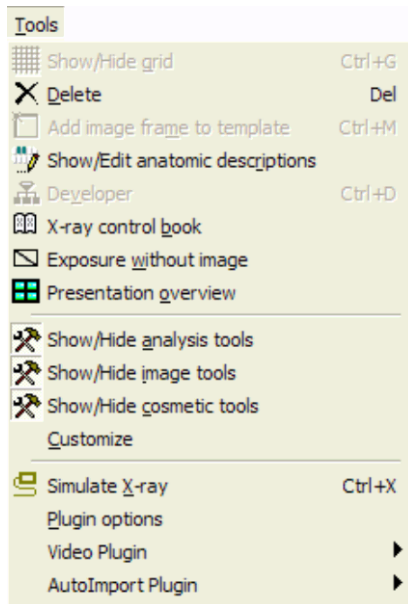 Tools
Show/Hide grid Ctrl+G
Delete Del
Add image frame to template Ctrl+M
Show/Edit anatomic descriptions
Developer Ctrl+D
X-ray control book
Exposure without image
Presentation overview
Show/Hide analysis tools
Show/Hide image tools
Show/Hide cosmetic tools
Customize
Simulate X-ray Ctrl+X
Plugin options
Video Plugin
AutoImport Plugin